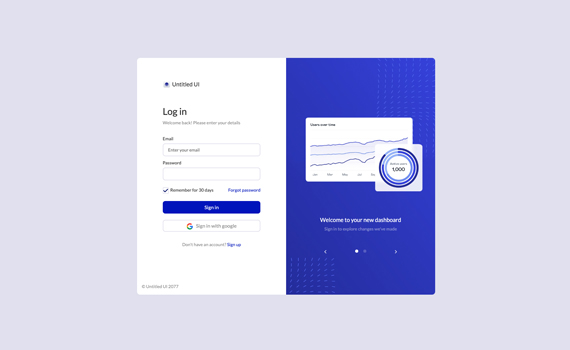 Untitled UI
Log in
Welcome back! Please enter your details.
Email
Enter your email
Password
Remember for 30 days
Forgot password
Sign in
Sign in with google
Don't have an account? Sign up
© Untitled UI 2077
Users over time
Jan
Mar
May
Jul
Active users
1,000
Welcome to your new dashboard
Sign in to explore changes we've made